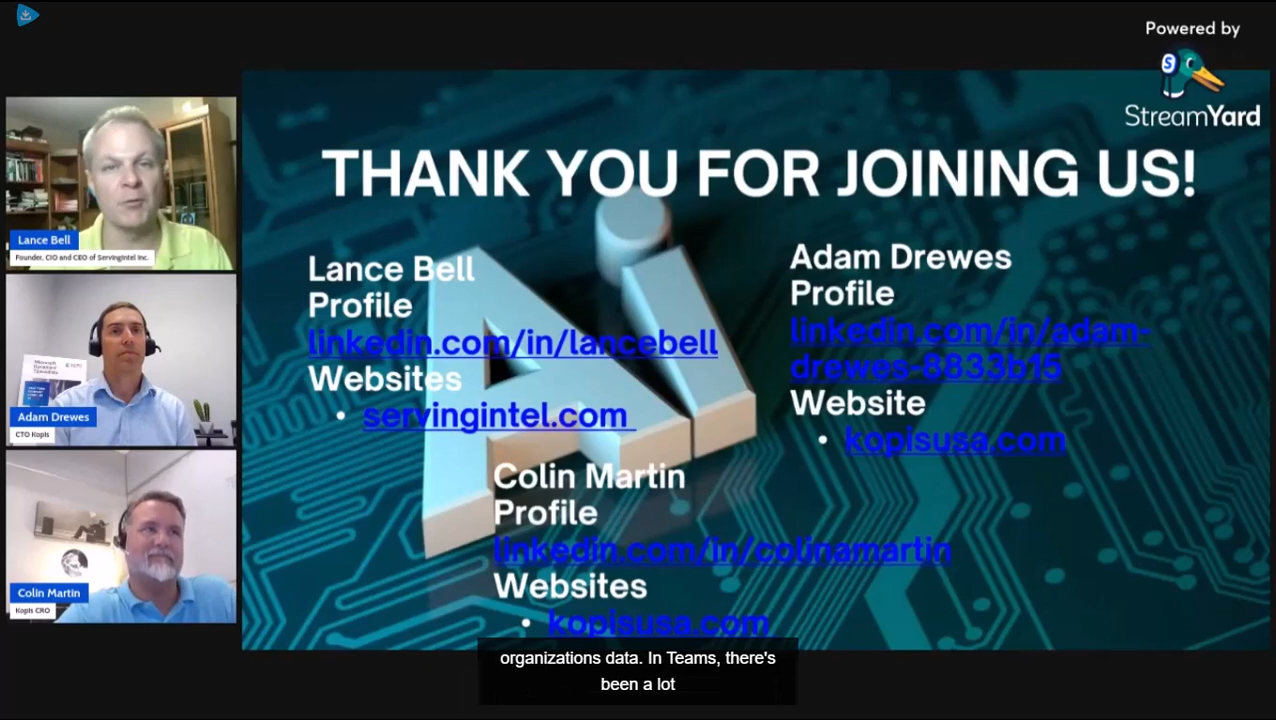 Powered by
S
StreamYard
THANK YOU FOR JOINING US!
Lance Bell
Founder, CIO and CEO of ServingIntel Inc.
Adam Drewes
CTO Kopis
Colin Martin
Kopis CRO
Lance Bell
Profile
linkedin.com/in/lancebell
Websites
• servingintel.com
Adam Drewes
Profile
linkedin.com/in/adam-
drewes-8833b15
Website
• kopisusa.com
Colin Martin
Profile
linkedin.com/in/colinamartin
Websites
• kopisusa.com
Ai
organizations data. In Teams, there's
been a lot